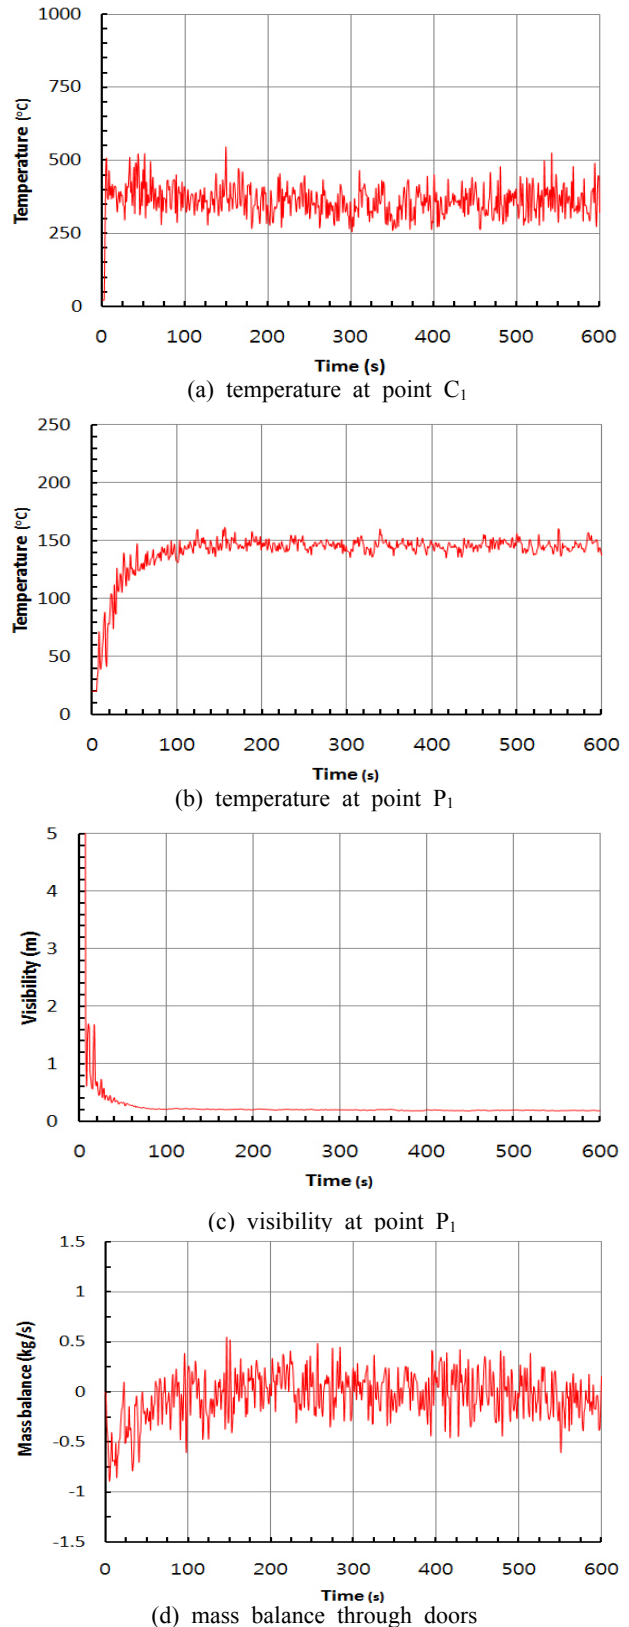 1000
750
500
250
0
Temperature (°C)
0 100 200 300 400 500 600
Time (s)
(a) temperature at point C₁
250
200
150
100
50
0
Temperature (°C)
0 100 200 300 400 500 600
Time (s)
(b) temperature at point P₁
5
4
3
2
1
0
Visibility (m)
0 100 200 300 400 500 600
Time (s)
(c) visibility at point P₁
1.5
1
0.5
0
-0.5
-1
-1.5
Mass balance (kg/s)
0 100 200 300 400 500 600
Time (s)
(d) mass balance through doors